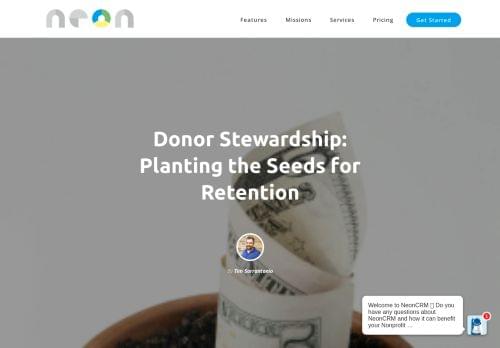 neon
Features Missions Services Pricing Get Started
Donor Stewardship:
Planting the Seeds for
Retention
By Tim Sarrantonio
Welcome to NeonCRM ▯ Do you
have any questions about
NeonCRM and how it can benefit
your Nonprofit ...
1